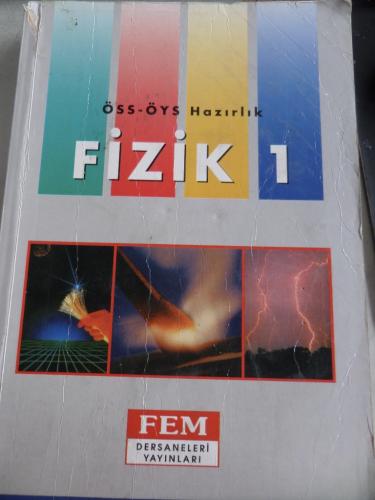 ÖSS-ÖYS Hazırlık
FİZİK 1
FEM
DERSANELERİ
YAYINLARI